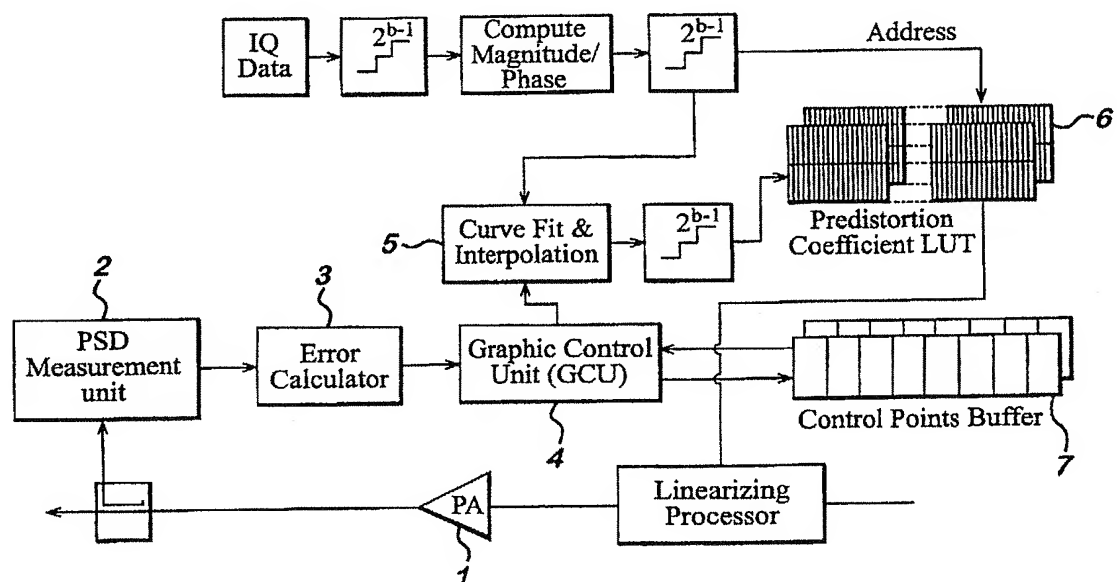 IQ
Data
2^{b-1}
Compute
Magnitude/
Phase
2^{b-1}
Address
6
Predistortion
Coefficient LUT
5
Curve Fit &
Interpolation
2^{b-1}
2
PSD
Measurement
unit
3
Error
Calculator
Graphic Control
Unit (GCU)
4
Control Points Buffer
7
PA
1
Linearizing
Processor